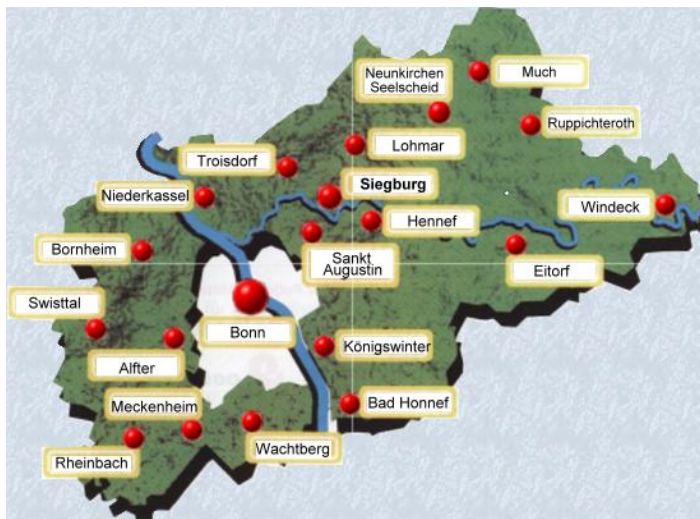 Neunkirchen
Seelscheid
Much
Ruppichteroth
Lohmar
Troisdorf
Siegburg
Niederkassel
Windeck
Hennef
Bornheim
Sankt
Augustin
Eitorf
Swisttal
Bonn
Königswinter
Alfter
Meckenheim
Bad Honnef
Wachtberg
Rheinbach